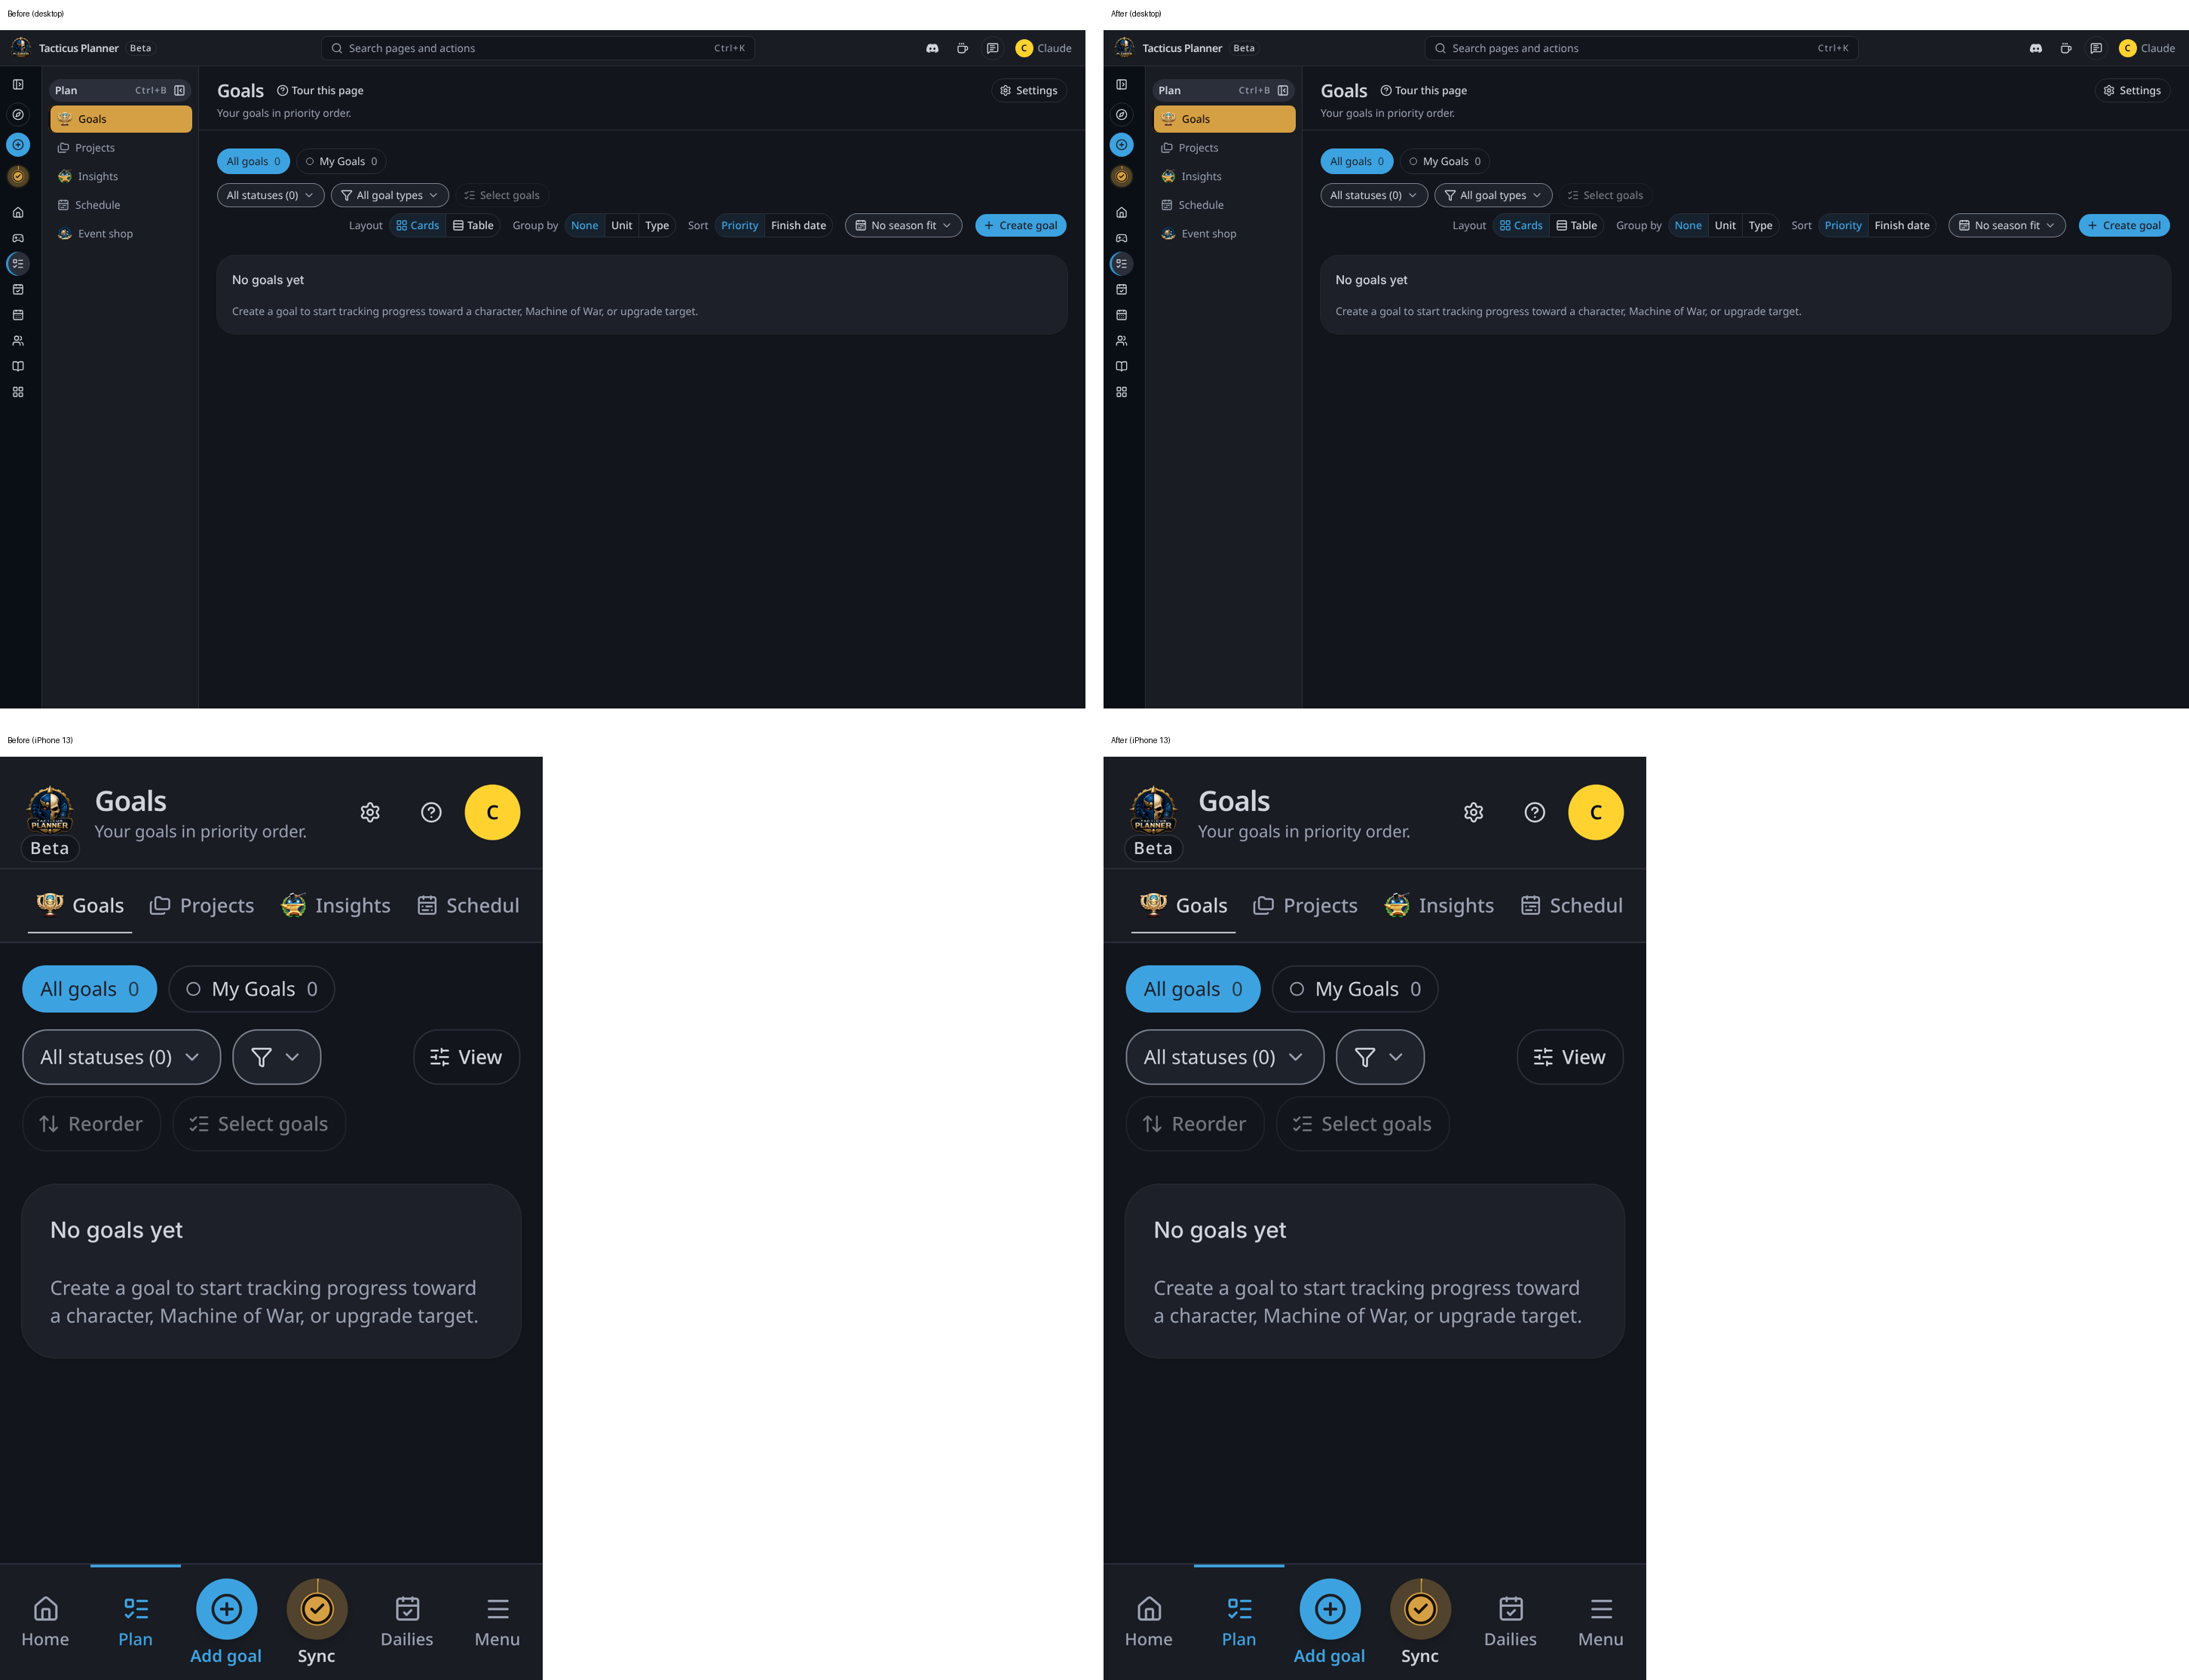 Before (desktop)
Tacticus Planner Beta Search pages and actions Ctrl+K C Claude
Plan Ctrl+B
Goals
Projects
Insights
Schedule
Event shop
Goals Tour this page Settings
Your goals in priority order.
All goals 0 My Goals 0
All statuses (0) All goal types Select goals
Layout Cards Table Group by None Unit Type Sort Priority Finish date No season fit Create goal
No goals yet
Create a goal to start tracking progress toward a character, Machine of War, or upgrade target.
After (desktop)
Tacticus Planner Beta Search pages and actions Ctrl+K C Claude
Plan Ctrl+B
Goals
Projects
Insights
Schedule
Event shop
Goals Tour this page Settings
Your goals in priority order.
All goals 0 My Goals 0
All statuses (0) All goal types Select goals
Layout Cards Table Group by None Unit Type Sort Priority Finish date No season fit Create goal
No goals yet
Create a goal to start tracking progress toward a character, Machine of War, or upgrade target.
Before (iPhone 13)
PLANNER
Beta
Goals
Your goals in priority order.
C
Goals Projects Insights Schedul
All goals 0 My Goals 0
All statuses (0) View
Reorder Select goals
No goals yet
Create a goal to start tracking progress toward
a character, Machine of War, or upgrade target.
Home Plan Add goal Sync Dailies Menu
After (iPhone 13)
PLANNER
Beta
Goals
Your goals in priority order.
C
Goals Projects Insights Schedul
All goals 0 My Goals 0
All statuses (0) View
Reorder Select goals
No goals yet
Create a goal to start tracking progress toward
a character, Machine of War, or upgrade target.
Home Plan Add goal Sync Dailies Menu